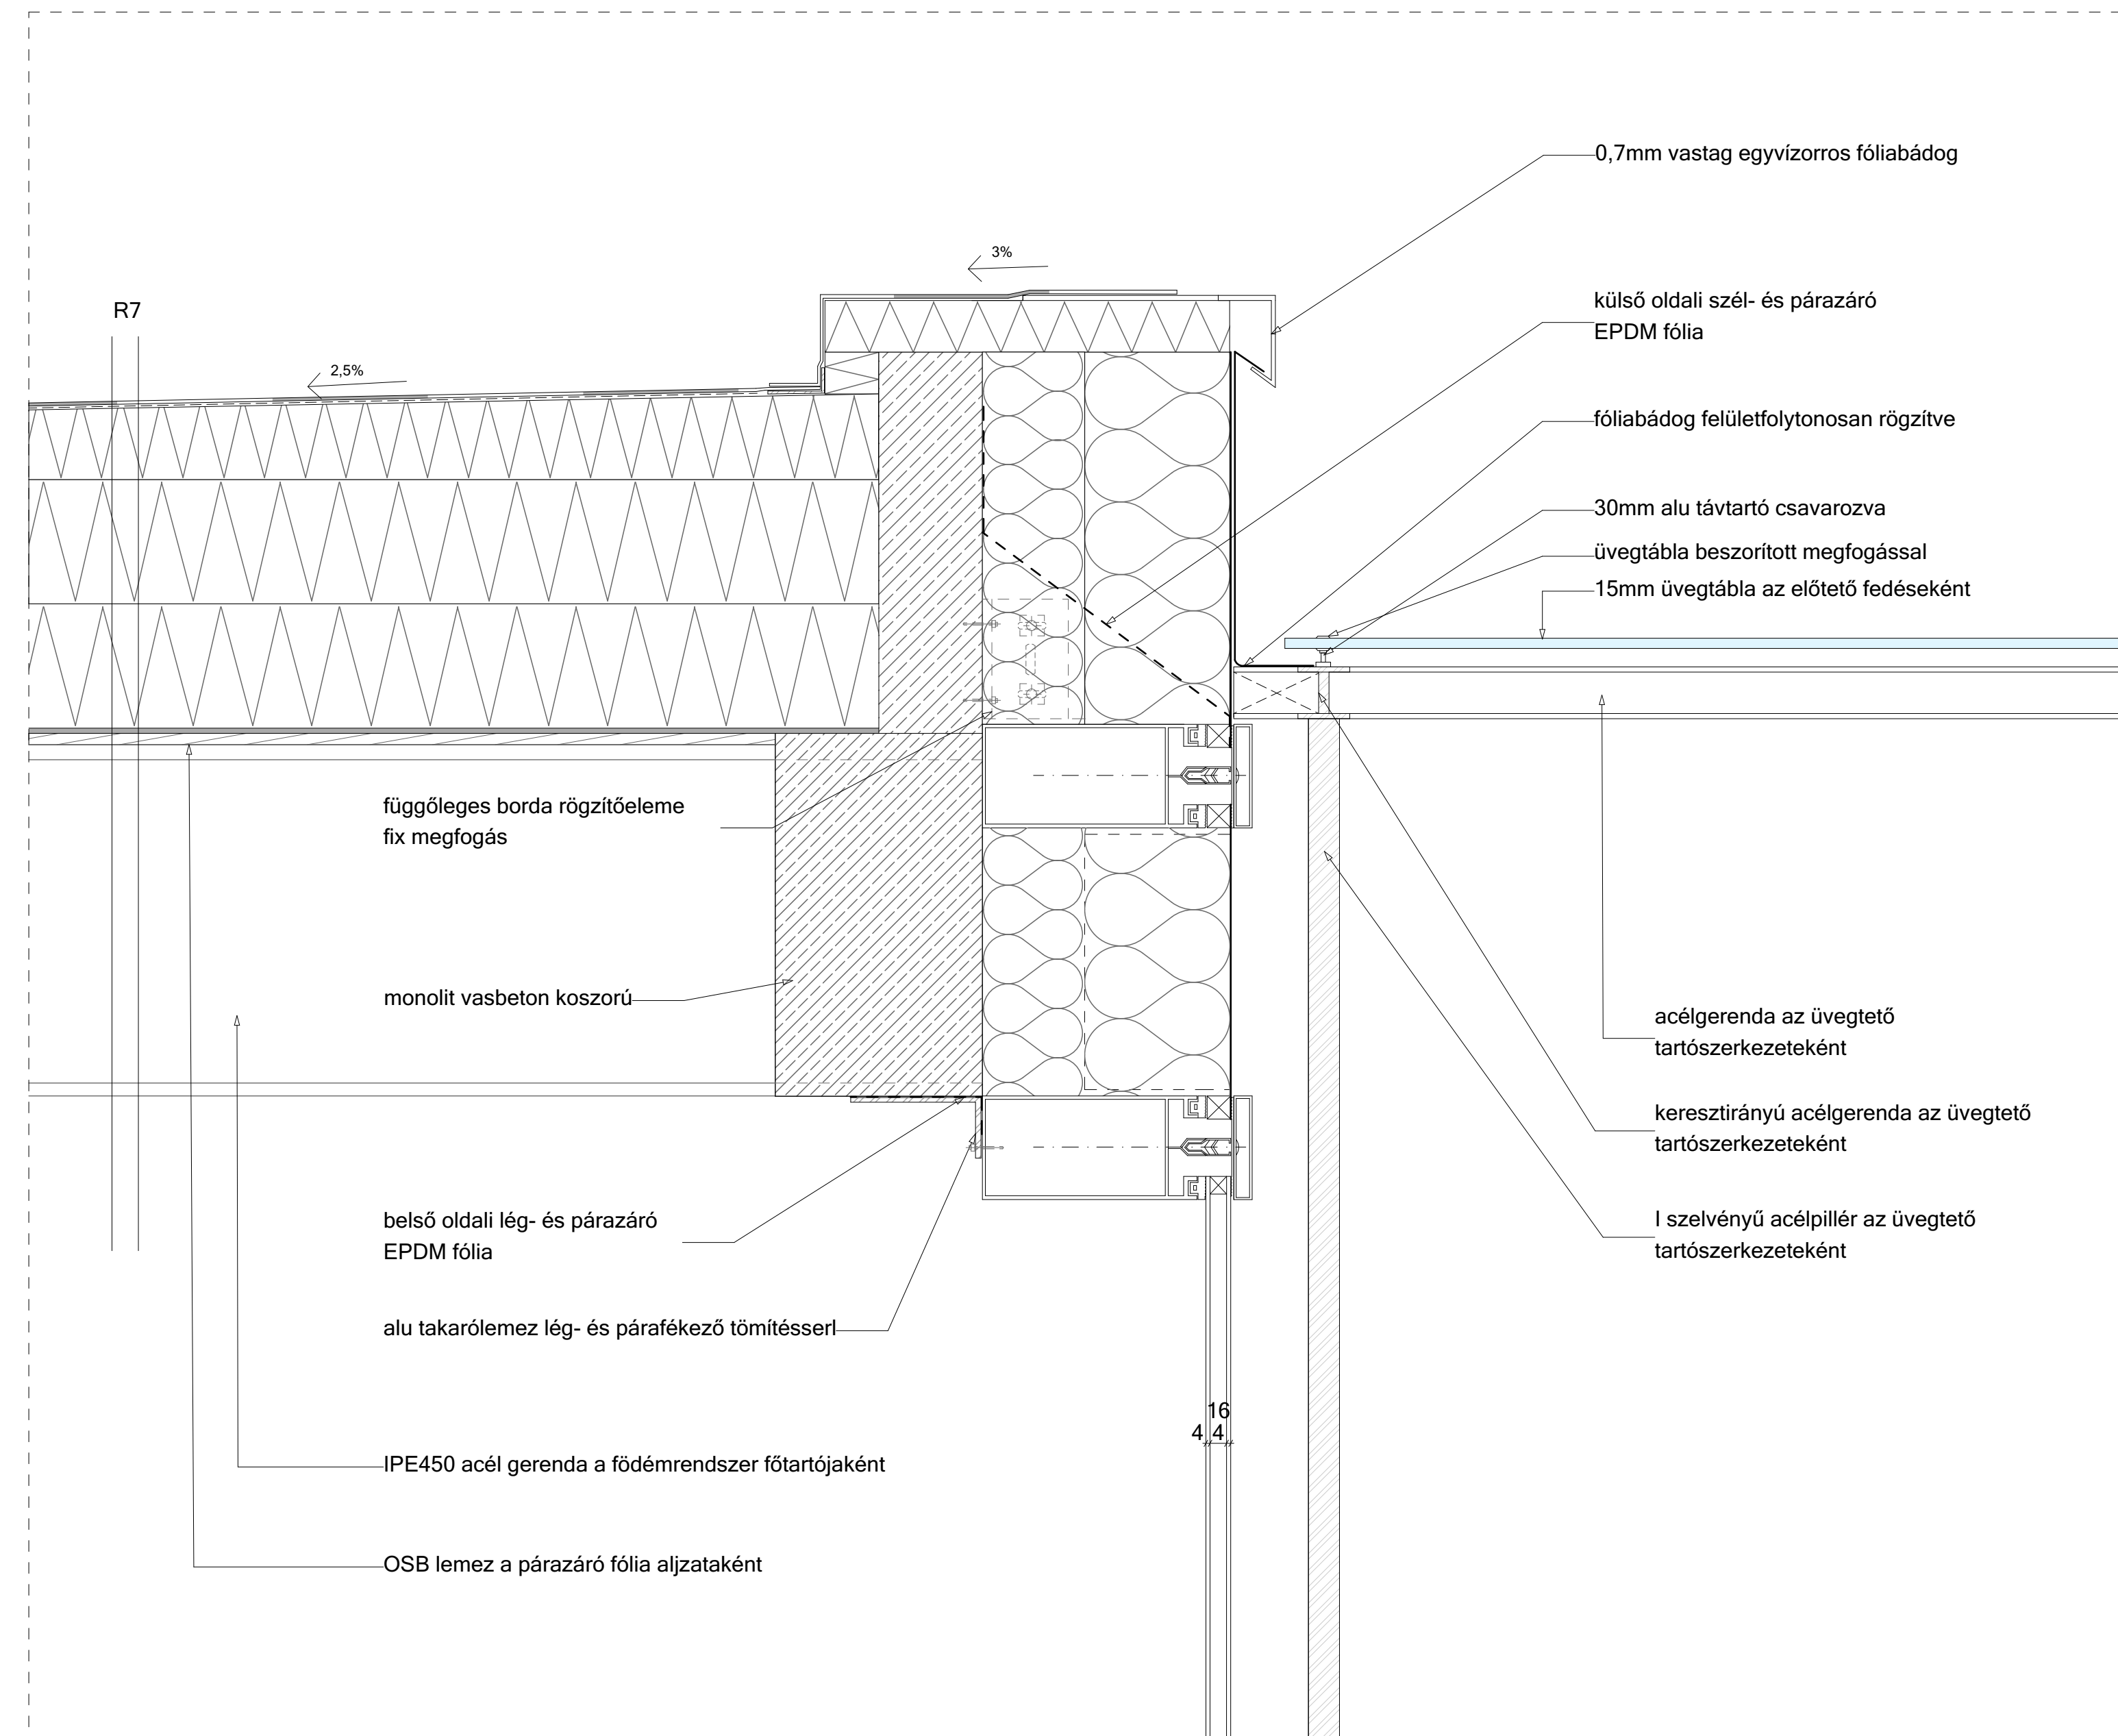 0,7mm vastag egyvízorros fóliabádog
3%
külső oldali szél- és párazáró
EPDM fólia
R7
2,5%
fóliabádog felületfolytonosan rögzítve
30mm alu távtartó csavarozva
üvegtábla beszorított megfogással
15mm üvegtábla az előtető fedéseként
függőleges borda rögzítőeleme
fix megfogás
monolit vasbeton koszorú
acélgerenda az üvegtető
tartószerkezeteként
keresztirányú acélgerenda az üvegtető
tartószerkezeteként
belső oldali lég- és párazáró
EPDM fólia
I szelvényű acélpillér az üvegtető
tartószerkezeteként
alu takarólemez lég- és párafékező tömítésserl
16
4 4
IPE450 acél gerenda a födémrendszer főtartójaként
OSB lemez a párazáró fólia aljzataként